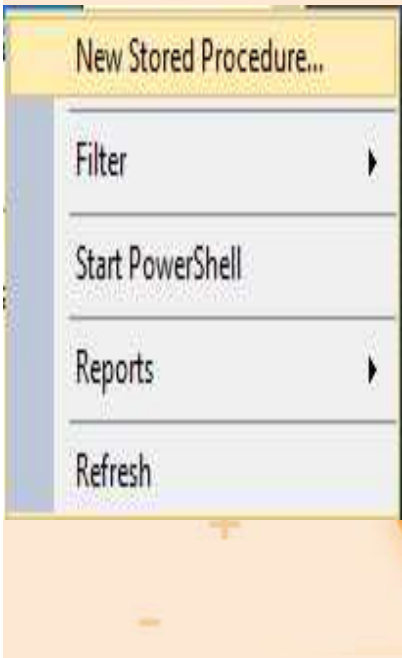 New Stored Procedure...
Filter
Start PowerShell
Reports
Refresh